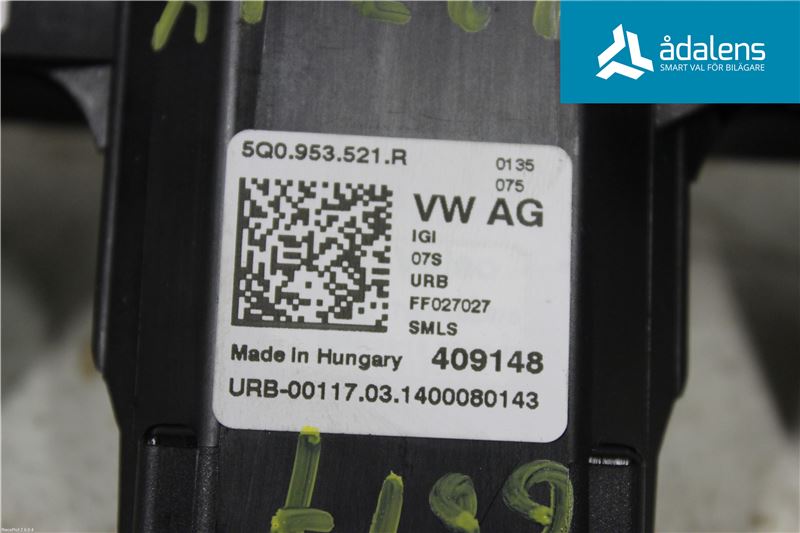 ådalens
SMART VAL FÖR BILÄGARE
5Q0.953.521.R
0135
075
VW AG
IGI
07S
URB
FF027027
SMLS
Made in Hungary 409148
URB-00117.03.1400080143